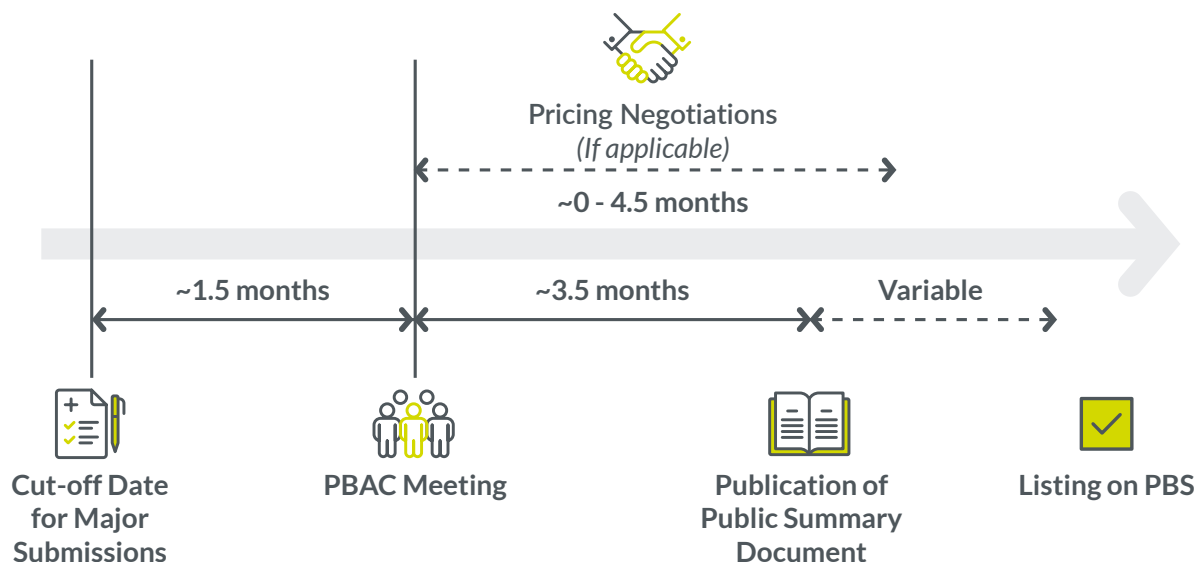 Pricing Negotiations
(If applicable)
~0 - 4.5 months
~1.5 months
~3.5 months
Variable
Cut-off Date
for Major
Submissions
PBAC Meeting
Publication of
Public Summary
Document
Listing on PBS